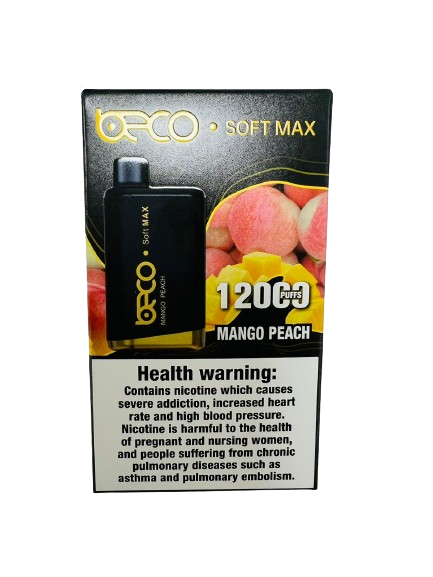 beco • SOFT MAX
beco • Soft MAX
MANGO PEACH
12000 PUFFS
MANGO PEACH
Health warning:
Contains nicotine which causes
severe addiction, increased heart
rate and high blood pressure.
Nicotine is harmful to the health
of pregnant and nursing women,
and people suffering from chronic
pulmonary diseases such as
asthma and pulmonary embolism.